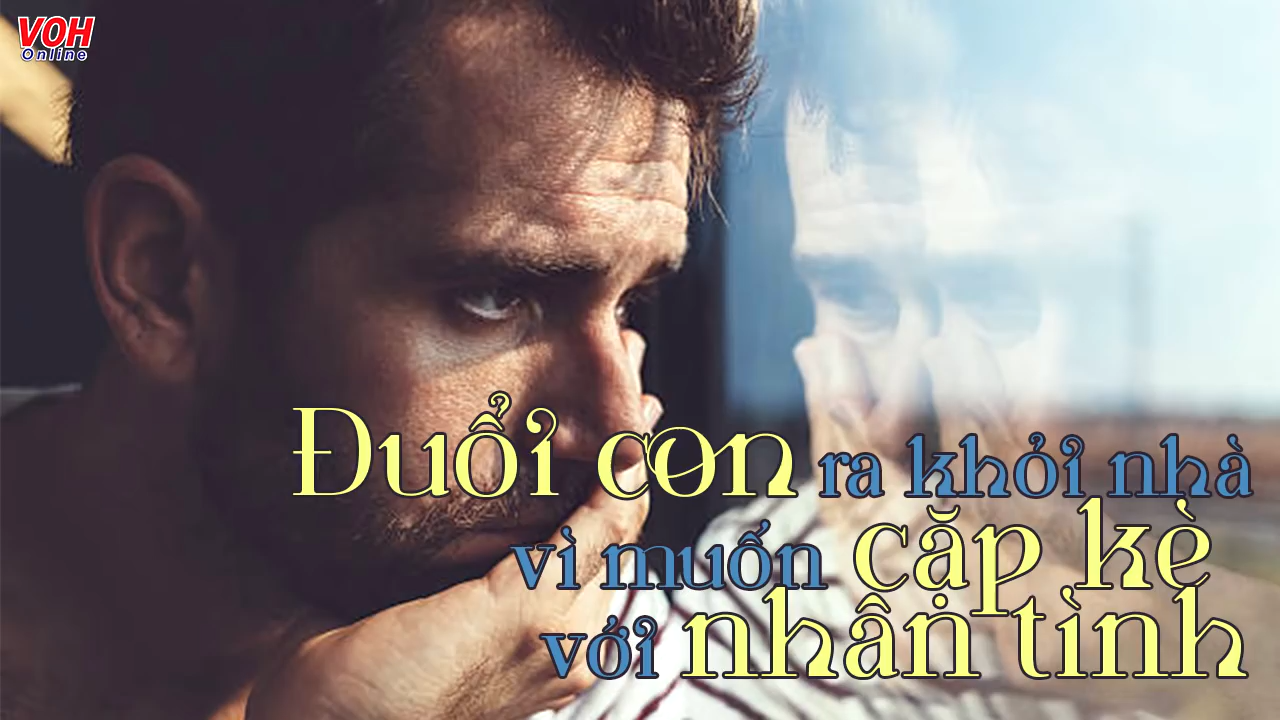 VOH
Online
Đuổi con ra khỏi nhà
vì muốn cặp kè
với nhân tình